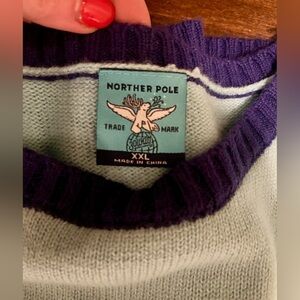 NORTHER POLE
TRADE MARK
XXL
MADE IN CHINA